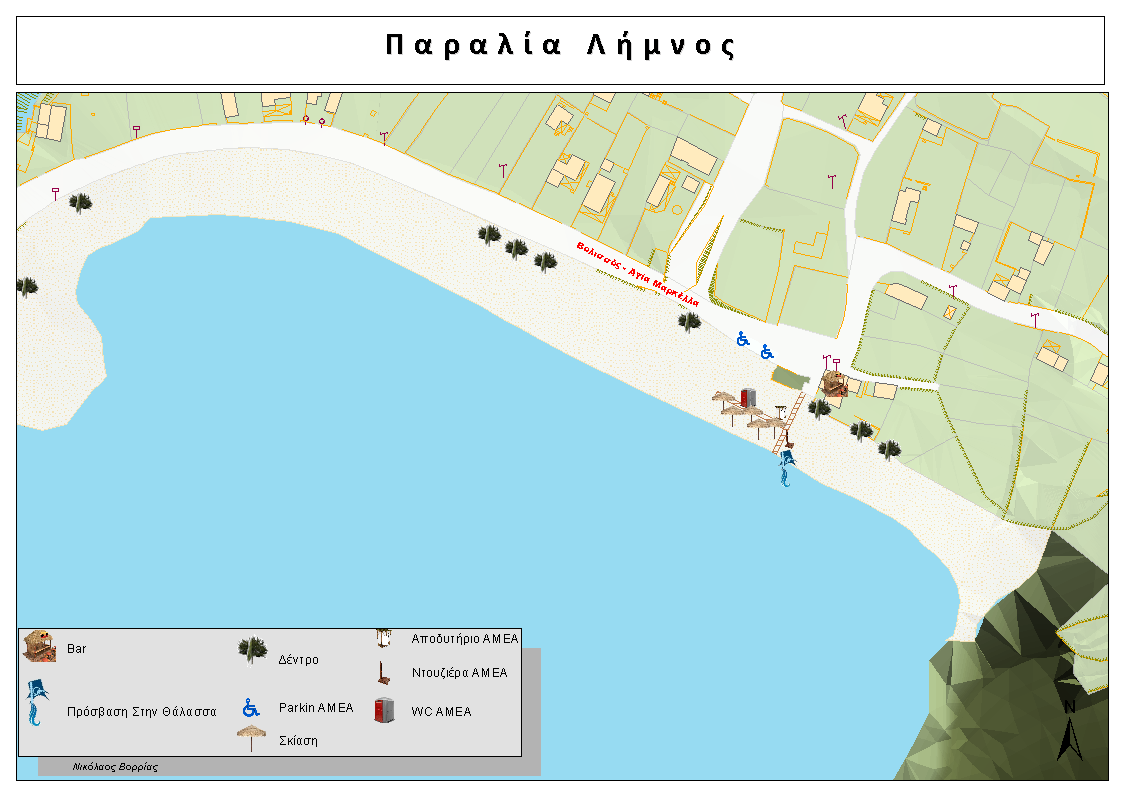 Παραλία Λήμνος
Βολισσός - Αγία Μαρκέλλα
Bar
Πρόσβαση Στην Θάλασσα
Δέντρο
Parkin ΑΜΕΑ
Σκίαση
Αποδυτήριο ΑΜΕΑ
Ντουζιέρα ΑΜΕΑ
WC ΑΜΕΑ
Νικόλαος Βορρίας
N